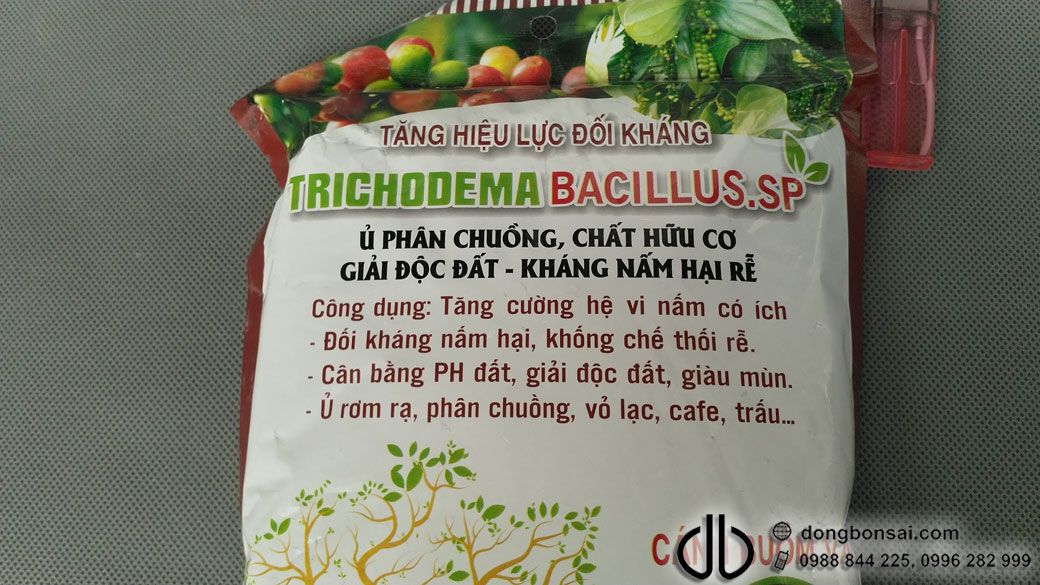 TĂNG HIỆU LỰC ĐỐI KHÁNG
TRICHODEMA BACILLUS.SP
Ủ PHÂN CHUỒNG, CHẤT HỮU CƠ
GIẢI ĐỘC ĐẤT - KHÁNG NẤM HẠI RỄ
Công dụng: Tăng cường hệ vi nấm có ích
- Đối kháng nấm hại, khống chế thối rễ.
- Cân bằng PH đất, giải độc đất, giàu mùn.
- Ủ rơm rạ, phân chuồng, vỏ lạc, cafe, trấu...
dongbonsai.com
0988 844 225, 0996 282 999